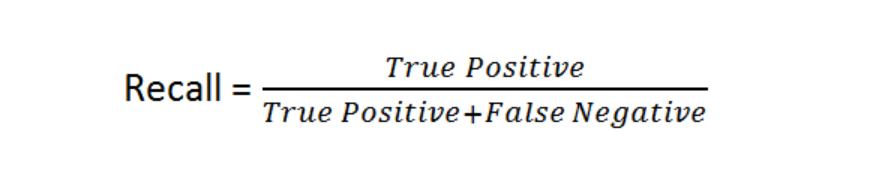 True Positive
Recall =
True Positive+False Negative